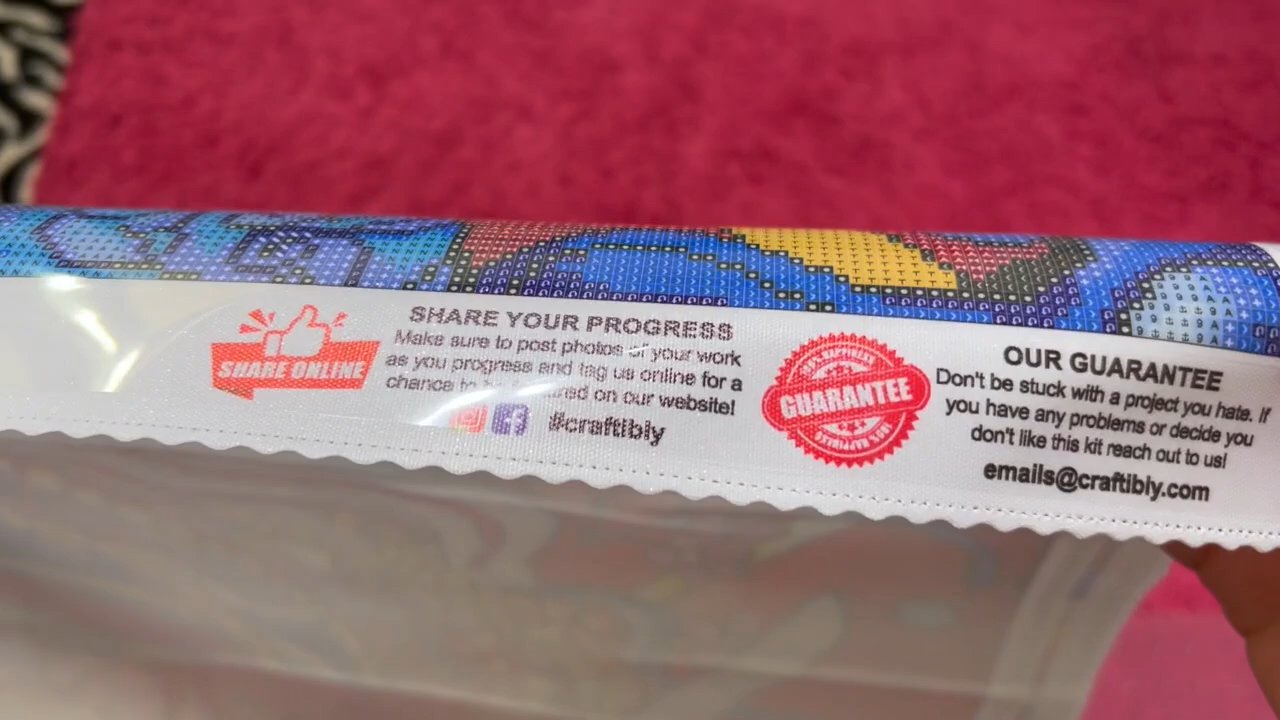 SHARE ONLINE
SHARE YOUR PROGRESS
Make sure to post photos of your work
as you progress and tag us online for a
chance to on our website!
#craftibly
GUARANTEE
OUR GUARANTEE
Don't be stuck with a project you hate. If
you have any problems or decide you
don't like this kit reach out to us!
emails@craftibly.com